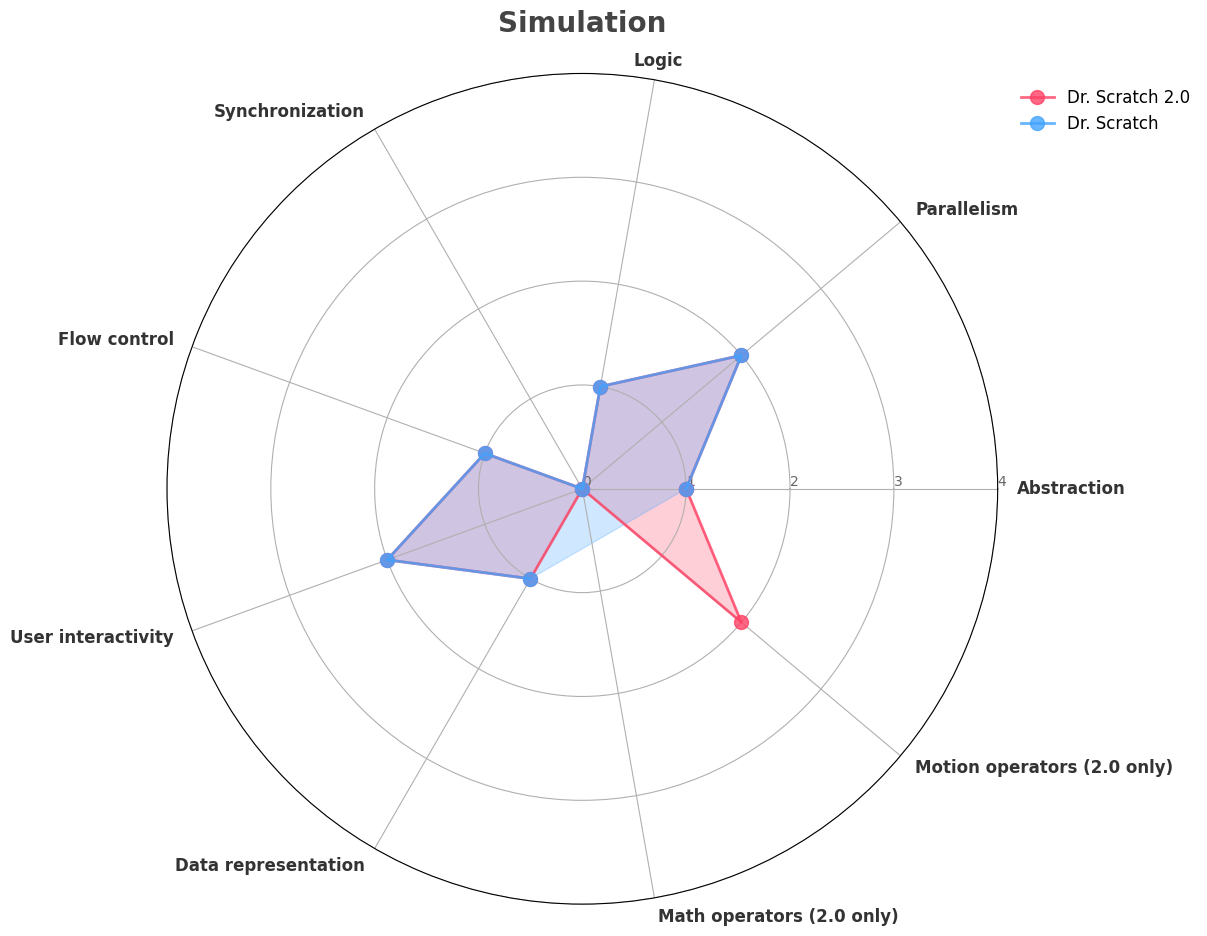 Simulation
Logic
Dr. Scratch 2.0
Dr. Scratch
Synchronization
Parallelism
Flow control
0
1
2
3
4
Abstraction
User interactivity
Motion operators (2.0 only)
Data representation
Math operators (2.0 only)